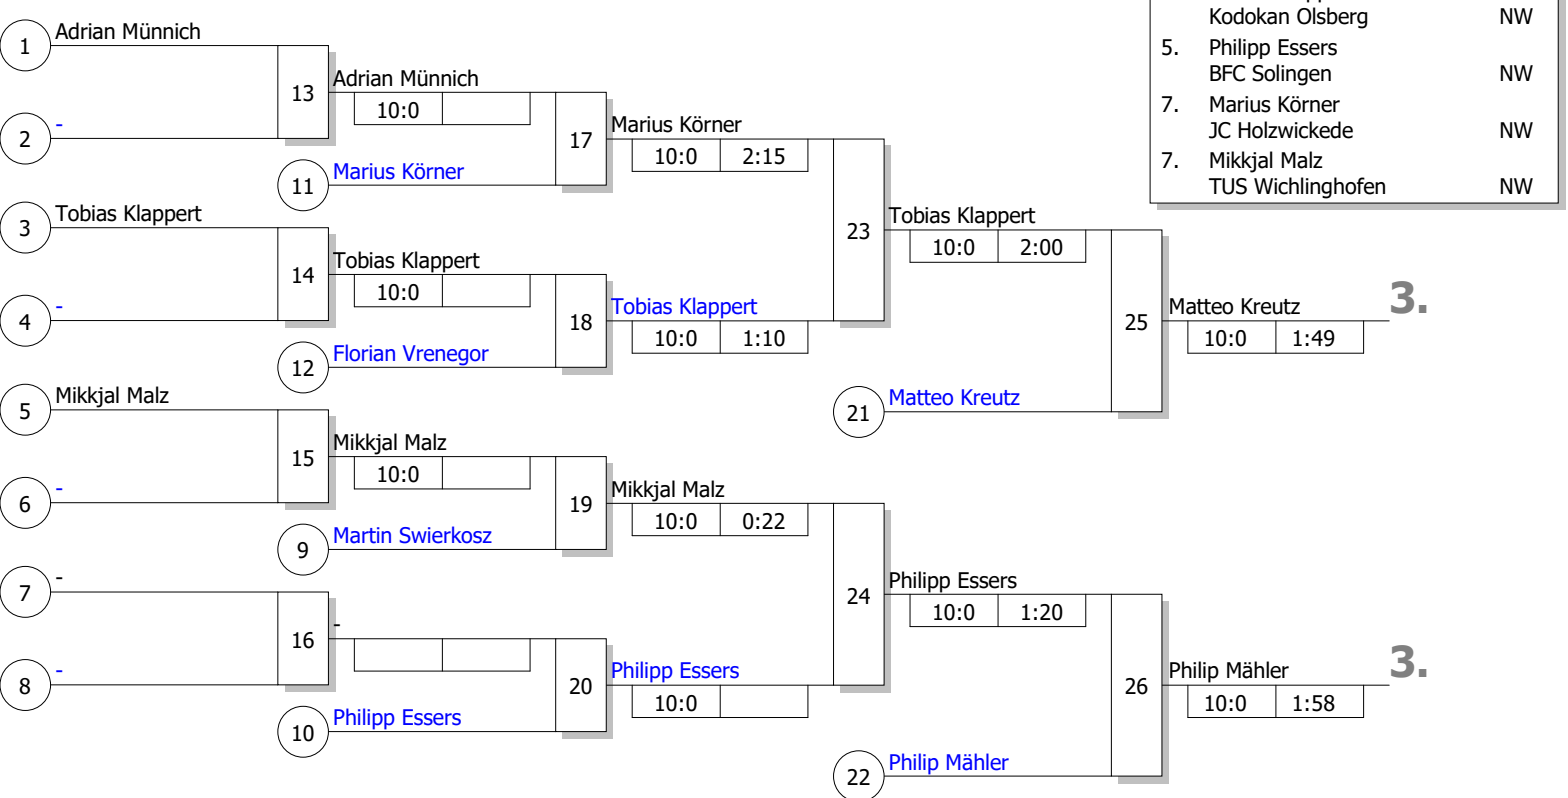 Kodokan Olsberg NW
5. Philipp Essers
BFC Solingen NW
7. Marius Körner
JC Holzwickede NW
7. Mikkjal Malz
TUS Wichlinghofen NW
1 Adrian Münnich
13 Adrian Münnich
10:0
2 -
17 Marius Körner
10:0 2:15
11 Marius Körner
3 Tobias Klappert
23 Tobias Klappert
10:0 2:00
14 Tobias Klappert
10:0
4 -
18 Tobias Klappert
10:0 1:10
12 Florian Vrenegor
25 Matteo Kreutz 3.
10:0 1:49
5 Mikkjal Malz
21 Matteo Kreutz
15 Mikkjal Malz
10:0
6 -
19 Mikkjal Malz
10:0 0:22
9 Martin Swierkosz
7 -
24 Philipp Essers
10:0 1:20
16 -
8 -
20 Philipp Essers
10:0
10 Philipp Essers
26 Philip Mähler 3.
10:0 1:58
22 Philip Mähler